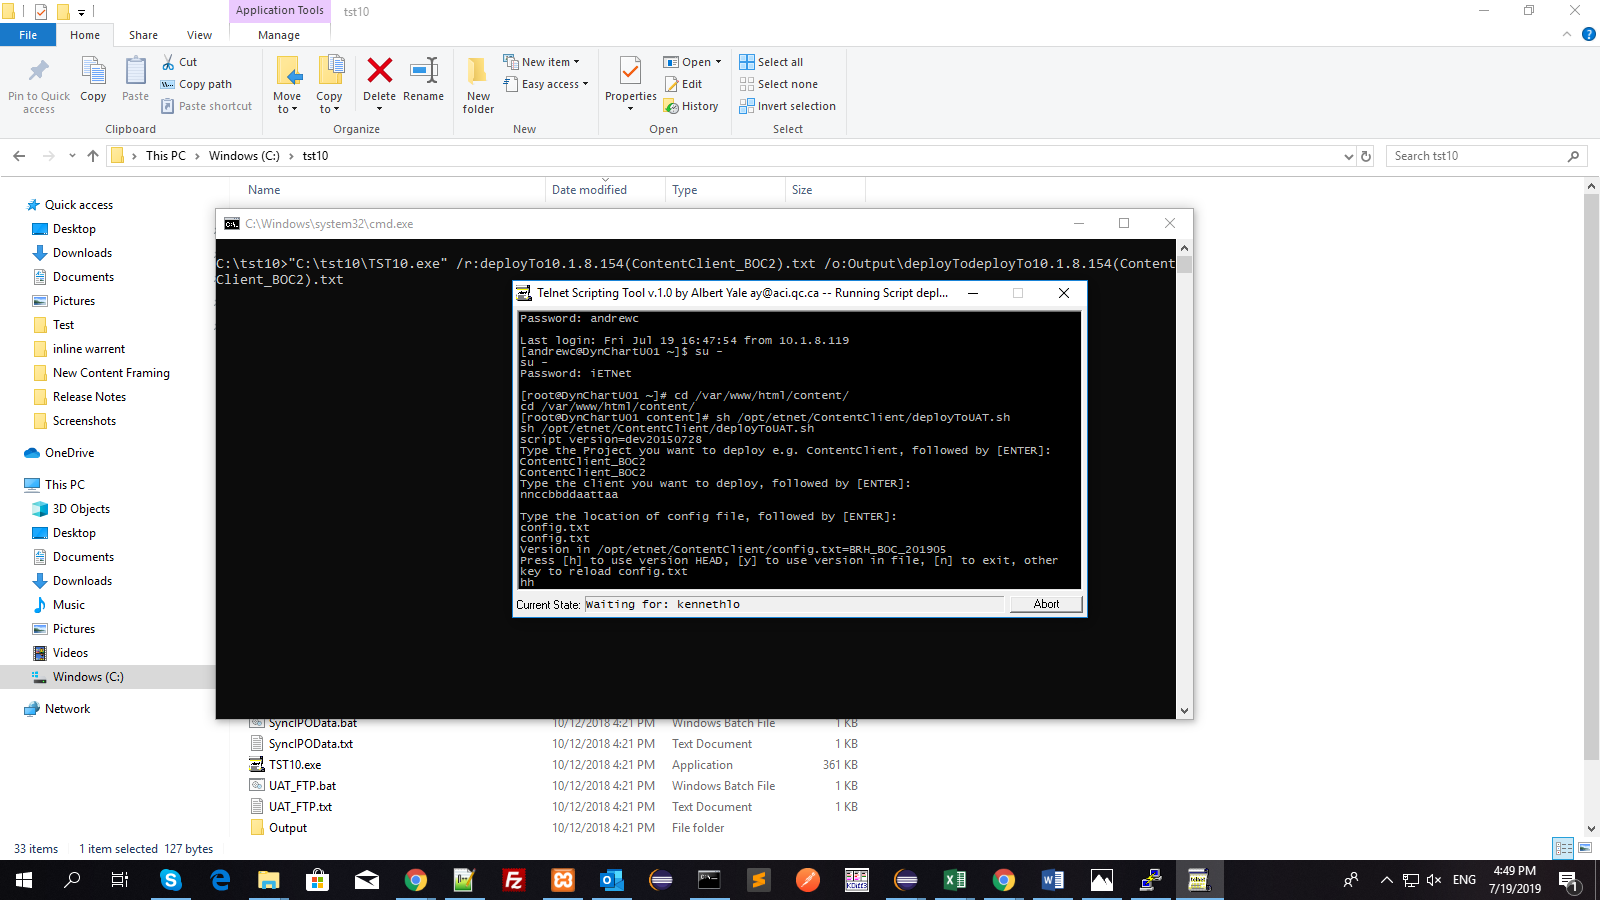 Application Tools
tst10
File
Home
Share
View
Manage
Pin to Quick access
Copy
Paste
Cut
Copy path
Paste shortcut
Clipboard
Move to
Copy to
Delete
Rename
Organize
New folder
New item
Easy access
New
Properties
Open
Edit
History
Open
Select all
Select none
Invert selection
Select
This PC
Windows (C:)
tst10
Search tst10
Name
Date modified
Type
Size
Quick access
Desktop
Downloads
Documents
Pictures
Test
inline warrent
New Content Framing
Release Notes
Screenshots
OneDrive
This PC
3D Objects
Desktop
Documents
Downloads
Music
Pictures
Videos
Windows (C:)
Network
C:\Windows\system32\cmd.exe
C:\tst10>"C:\tst10\TST10.exe" /r:deployTo10.1.8.154(ContentClient_BOC2).txt /o:Output\deployTodeployTo10.1.8.154(Content
Client_BOC2).txt
Telnet Scripting Tool v.1.0 by Albert Yale ay@aci.qc.ca -- Running Script depl...
Password: andrewc
Last login: Fri Jul 19 16:47:54 from 10.1.8.119
[andrewc@DynChartU01 ~]$ su -
su -
Password: iETNet
[root@DynChartU01 ~]# cd /var/www/html/content/
cd /var/www/html/content/
[root@DynChartU01 content]# sh /opt/etnet/ContentClient/deployToUAT.sh
sh /opt/etnet/ContentClient/deployToUAT.sh
script version=dev20150728
Type the Project you want to deploy e.g. ContentClient, followed by [ENTER]:
ContentClient_BOC2
ContentClient_BOC2
Type the client you want to deploy, followed by [ENTER]:
nnccbbddaattaa
Type the location of config file, followed by [ENTER]:
config.txt
config.txt
Version in /opt/etnet/ContentClient/config.txt=BRH_BOC_201905
Press [h] to use version HEAD, [y] to use version in file, [n] to exit, other
key to reload config.txt
hh
Current State: Waiting for: kennethlo
Abort
SyncIPOData.bat 10/12/2018 4:21 PM Windows Batch File 1 KB
SyncIPOData.txt 10/12/2018 4:21 PM Text Document 1 KB
TST10.exe 10/12/2018 4:21 PM Application 361 KB
UAT_FTP.bat 10/12/2018 4:21 PM Windows Batch File 1 KB
UAT_FTP.txt 10/12/2018 4:21 PM Text Document 1 KB
Output 10/12/2018 4:21 PM File folder
33 items 1 item selected 127 bytes
ENG
4:49 PM
7/19/2019
1